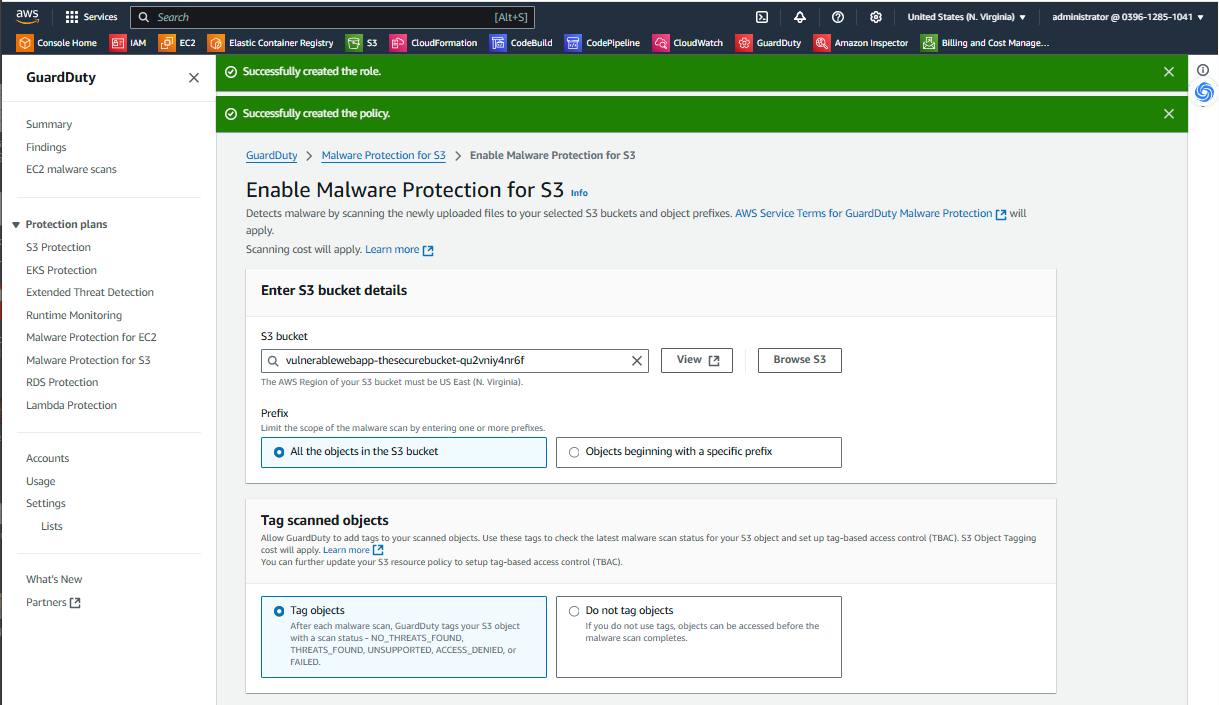 aws
Services
Search [Alt+S]
United States (N. Virginia) ▼
administrator @ 0396-1285-1041 ▼
Console Home IAM EC2 Elastic Container Registry S3 CloudFormation CodeBuild CodePipeline CloudWatch GuardDuty Amazon Inspector Billing and Cost Manage...
GuardDuty
Summary
Findings
EC2 malware scans
Protection plans
S3 Protection
EKS Protection
Extended Threat Detection
Runtime Monitoring
Malware Protection for EC2
Malware Protection for S3
RDS Protection
Lambda Protection
Accounts
Usage
Settings
Lists
What's New
Partners
Successfully created the role.
Successfully created the policy.
GuardDuty > Malware Protection for S3 > Enable Malware Protection for S3
Enable Malware Protection for S3 Info
Detects malware by scanning the newly uploaded files to your selected S3 buckets and object prefixes. AWS Service Terms for GuardDuty Malware Protection will
apply.
Scanning cost will apply. Learn more
Enter S3 bucket details
S3 bucket
vulnerablewebapp-thesecurebucket-qu2vniy4nr6f
View
Browse S3
The AWS Region of your S3 bucket must be US East (N. Virginia).
Prefix
Limit the scope of the malware scan by entering one or more prefixes.
All the objects in the S3 bucket
Objects beginning with a specific prefix
Tag scanned objects
Allow GuardDuty to add tags to your scanned objects. Use these tags to check the latest malware scan status for your S3 object and set up tag-based access control (TBAC). S3 Object Tagging
cost will apply. Learn more
You can further update your S3 resource policy to setup tag-based access control (TBAC).
Tag objects
After each malware scan, GuardDuty tags your S3 object
with a scan status - NO_THREATS_FOUND,
THREATS_FOUND, UNSUPPORTED, ACCESS_DENIED, or
FAILED.
Do not tag objects
If you do not use tags, objects can be accessed before the
malware scan completes.